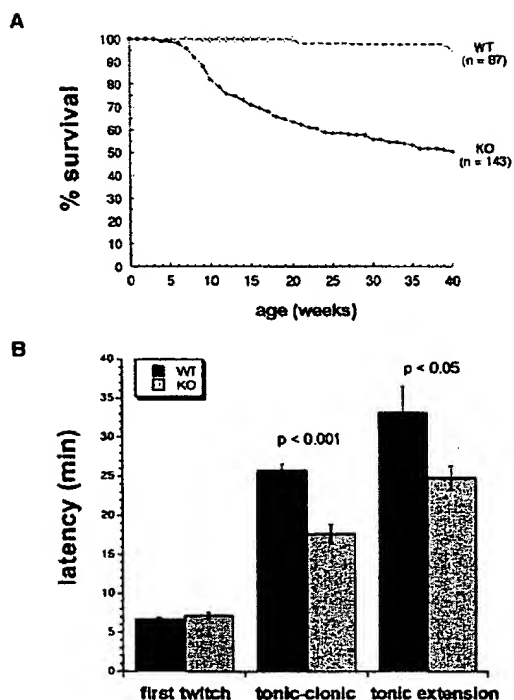 A
% survival
100
90
80
70
60
50
40
30
20
10
0
0 5 10 15 20 25 30 35 40
age (weeks)
WT
(n = 87)
KO
(n = 143)
B
latency (min)
40
35
30
25
20
15
10
5
0
WT
KO
p < 0.001
p < 0.05
first twitch tonic-clonic tonic extension